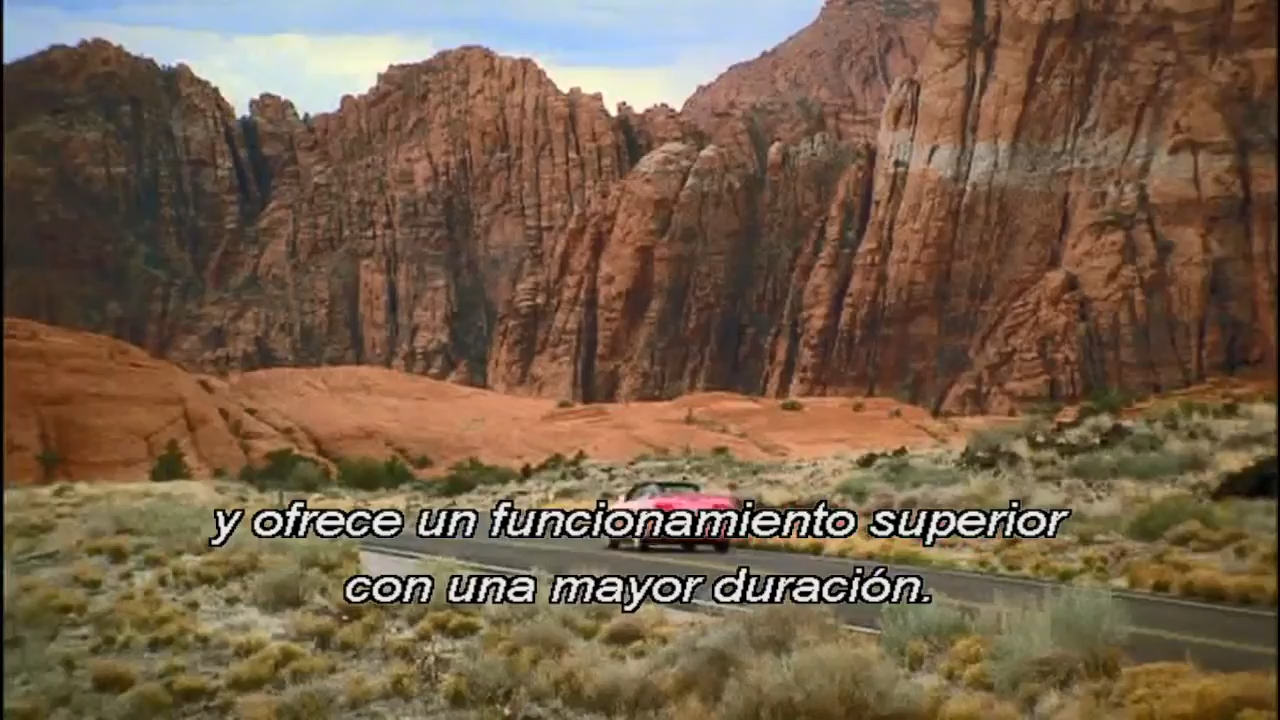 y ofrece un funcionamiento superior
con una mayor duración.